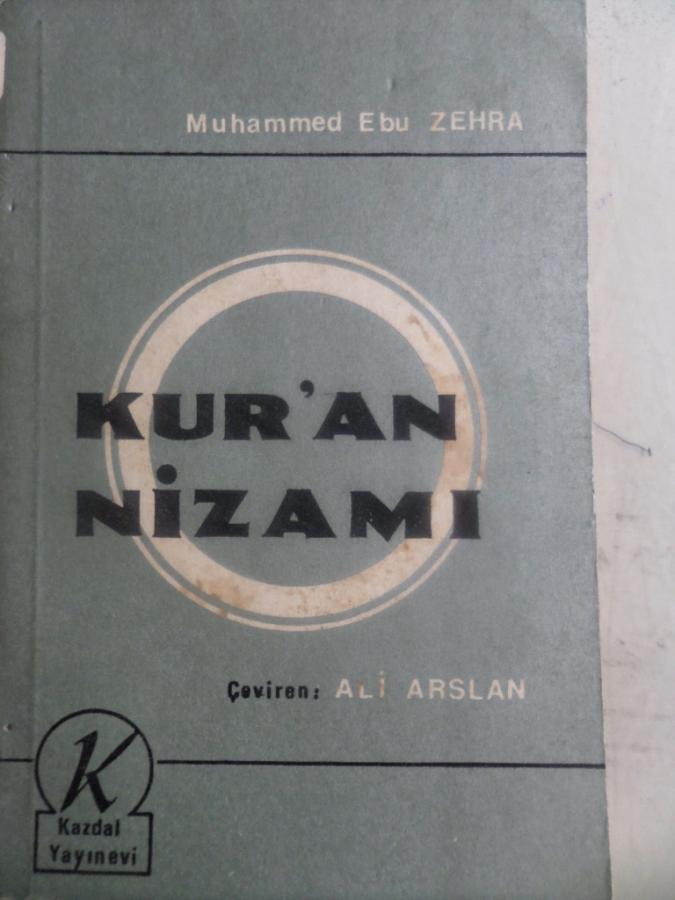 Muhammed Ebu ZEHRA
KUR'AN
NİZAMI
Çeviren: ALİ ARSLAN
K
Kazdal
Yayınevi